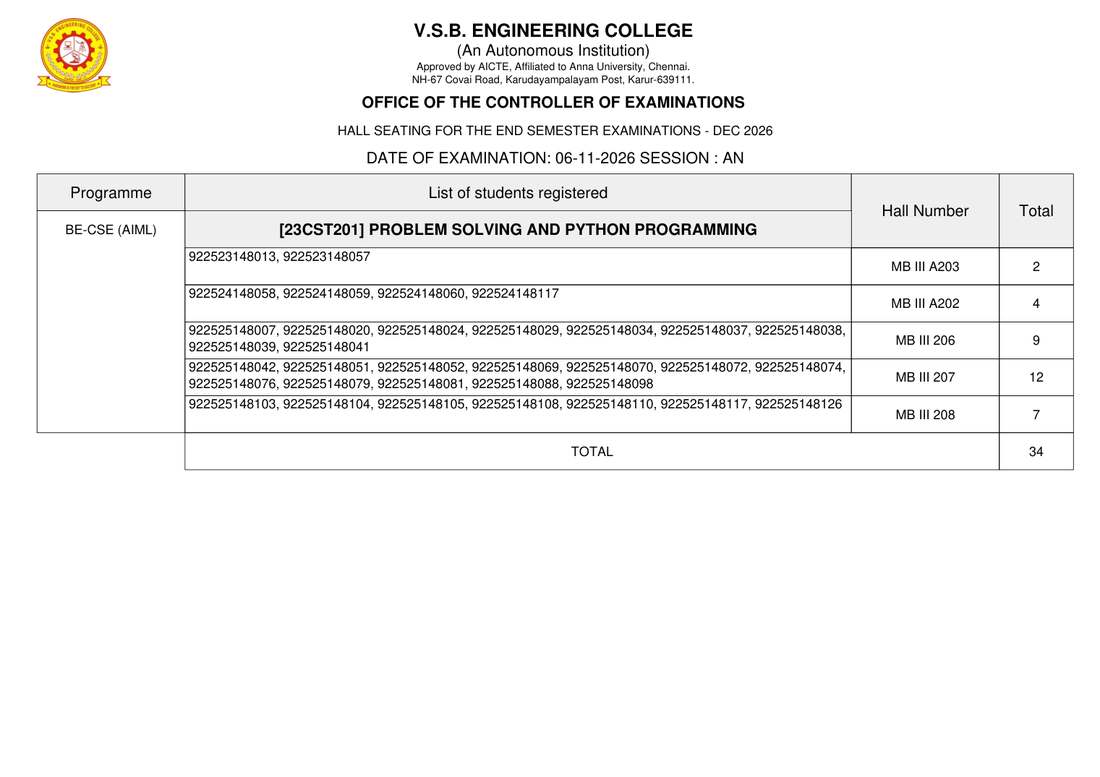 V.S.B. ENGINEERING COLLEGE
(An Autonomous Institution)
Approved by AICTE, Affiliated to Anna University, Chennai.
NH-67 Covai Road, Karudayampalayam Post, Karur-639111.
OFFICE OF THE CONTROLLER OF EXAMINATIONS
HALL SEATING FOR THE END SEMESTER EXAMINATIONS - DEC 2026
DATE OF EXAMINATION: 06-11-2026 SESSION : AN
Programme List of students registered Hall Number Total
BE-CSE (AIML) [23CST201] PROBLEM SOLVING AND PYTHON PROGRAMMING
922523148013, 922523148057 MB III A203 2
922524148058, 922524148059, 922524148060, 922524148117 MB III A202 4
922525148007, 922525148020, 922525148024, 922525148029, 922525148034, 922525148037, 922525148038,
922525148039, 922525148041 MB III 206 9
922525148042, 922525148051, 922525148052, 922525148069, 922525148070, 922525148072, 922525148074,
922525148076, 922525148079, 922525148081, 922525148088, 922525148098 MB III 207 12
922525148103, 922525148104, 922525148105, 922525148108, 922525148110, 922525148117, 922525148126 MB III 208 7
TOTAL 34